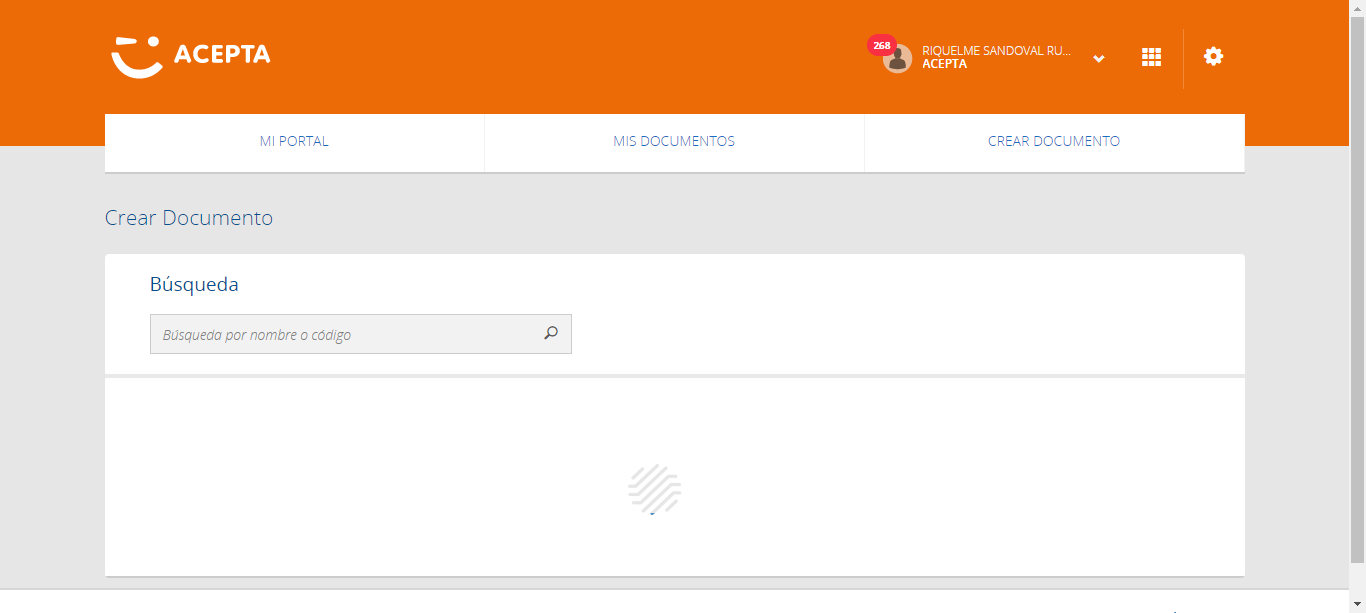 ACEPTA
268
RIQUELME SANDOVAL RU...
ACEPTA
MI PORTAL
MIS DOCUMENTOS
CREAR DOCUMENTO
Crear Documento
Búsqueda
Búsqueda por nombre o código